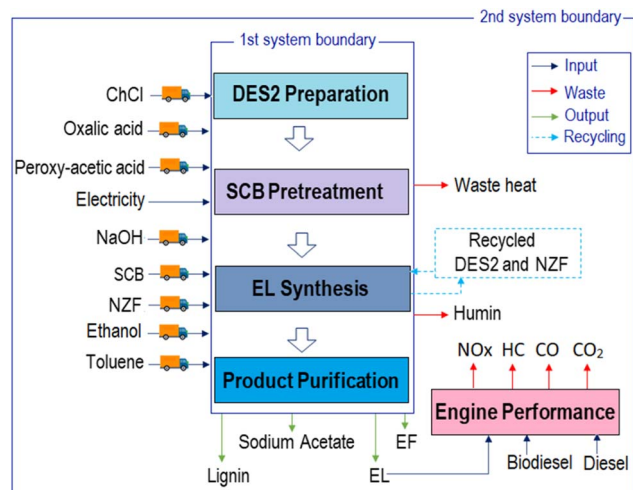 2nd system boundary
1st system boundary
Input
Waste
Output
Recycling
ChCl
DES2 Preparation
Oxalic acid
Peroxy-acetic acid
Electricity
SCB Pretreatment
Waste heat
NaOH
SCB
EL Synthesis
Recycled
DES2 and NZF
NZF
Humin
Ethanol
Toluene
Product Purification
NOx HC CO CO₂
Engine Performance
Sodium Acetate
EF
Lignin
EL
Biodiesel
Diesel